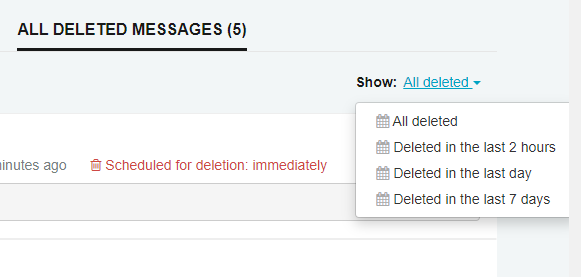 ALL DELETED MESSAGES (5)
Show: All deleted
All deleted
Deleted in the last 2 hours
minutes ago Scheduled for deletion: immediately
Deleted in the last day
Deleted in the last 7 days